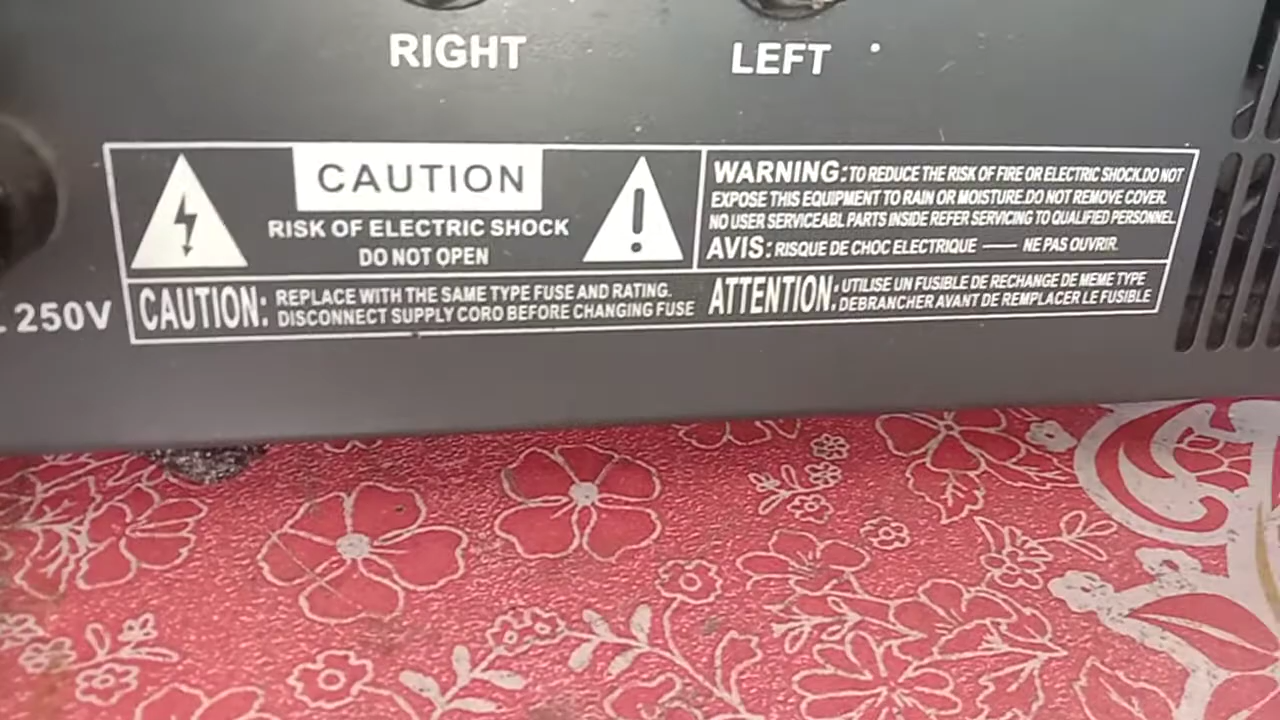 RIGHT
LEFT
CAUTION
RISK OF ELECTRIC SHOCK
DO NOT OPEN
WARNING: TO REDUCE THE RISK OF FIRE OR ELECTRIC SHOCK.DO NOT
EXPOSE THIS EQUIPMENT TO RAIN OR MOISTURE.DO NOT REMOVE COVER.
NO USER SERVICEABL PARTS INSIDE REFER SERVICING TO QUALIFIED PERSONNEL.
AVIS: RISQUE DE CHOC ELECTRIQUE —— NE PAS OUVRIR.
250V
CAUTION: REPLACE WITH THE SAME TYPE FUSE AND RATING.
DISCONNECT SUPPLY CORD BEFORE CHANGING FUSE
ATTENTION: UTILISE UN FUSIBLE DE RECHANGE DE MEME TYPE
DEBRANCHER AVANT DE REMPLACER LE FUSIBLE